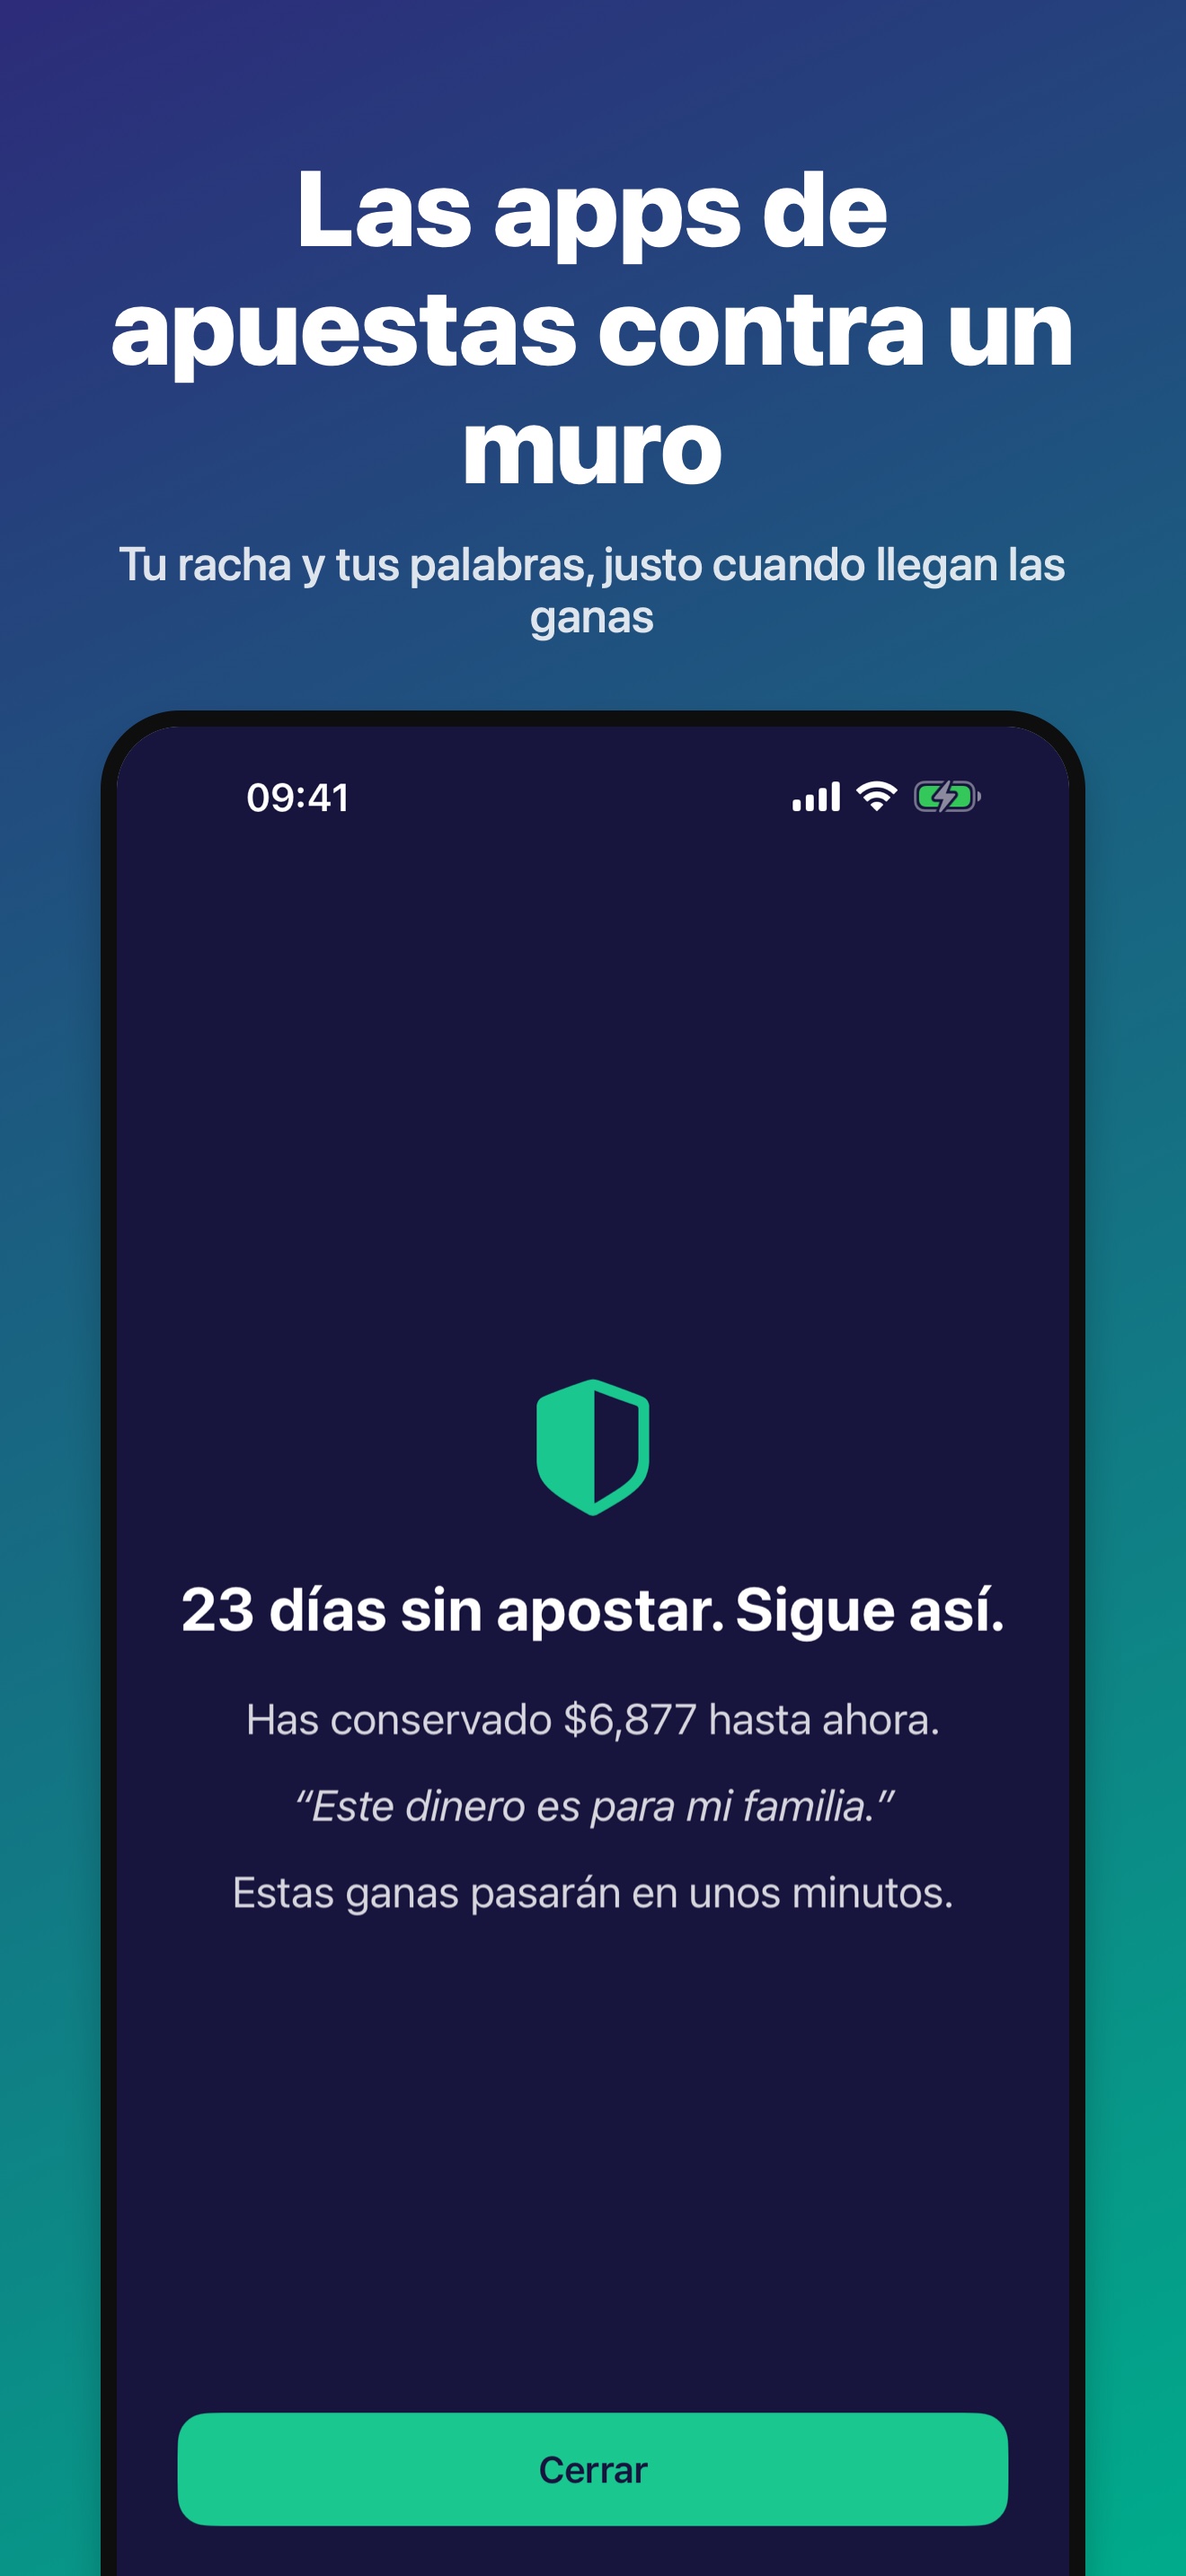 Las apps de
apuestas contra un
muro
Tu racha y tus palabras, justo cuando llegan las
ganas
09:41
23 días sin apostar. Sigue así.
Has conservado $6,877 hasta ahora.
“Este dinero es para mi familia.”
Estas ganas pasarán en unos minutos.
Cerrar